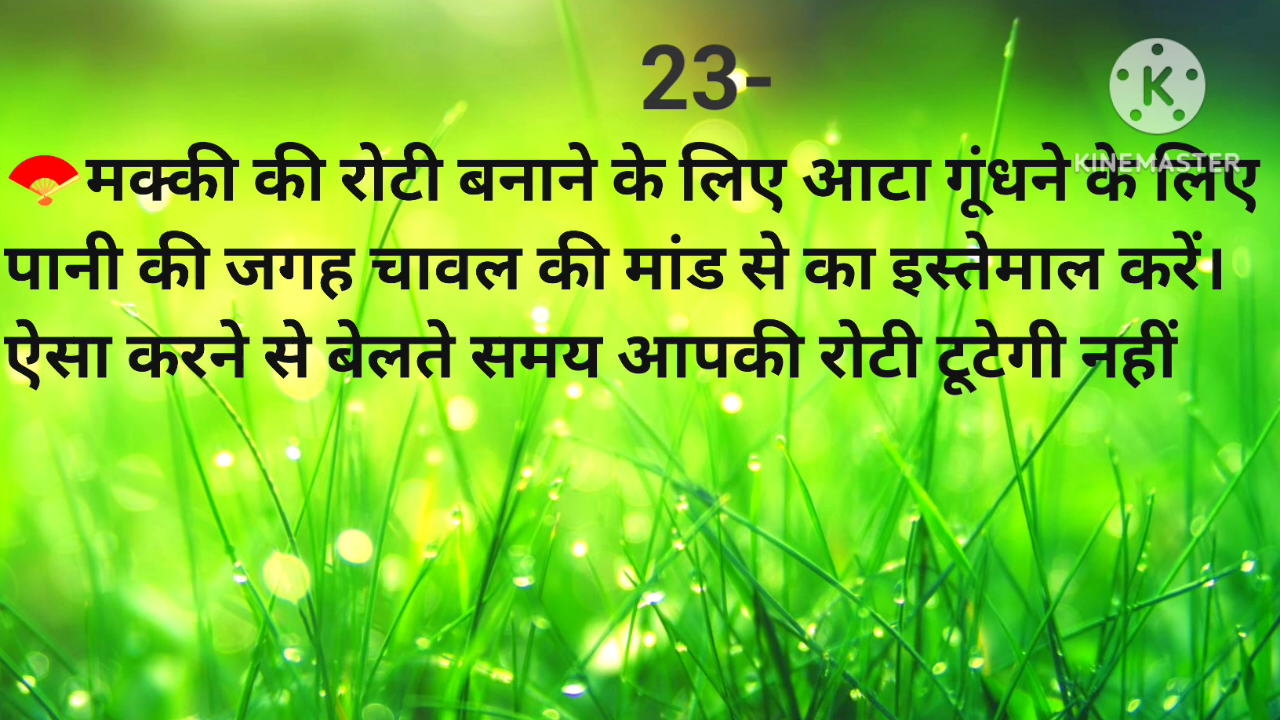 23-
KINEMASTER
🪭मक्की की रोटी बनाने के लिए आटा गूंधने के लिए
पानी की जगह चावल की मांड से का इस्तेमाल करें।
ऐसा करने से बेलते समय आपकी रोटी टूटेगी नहीं